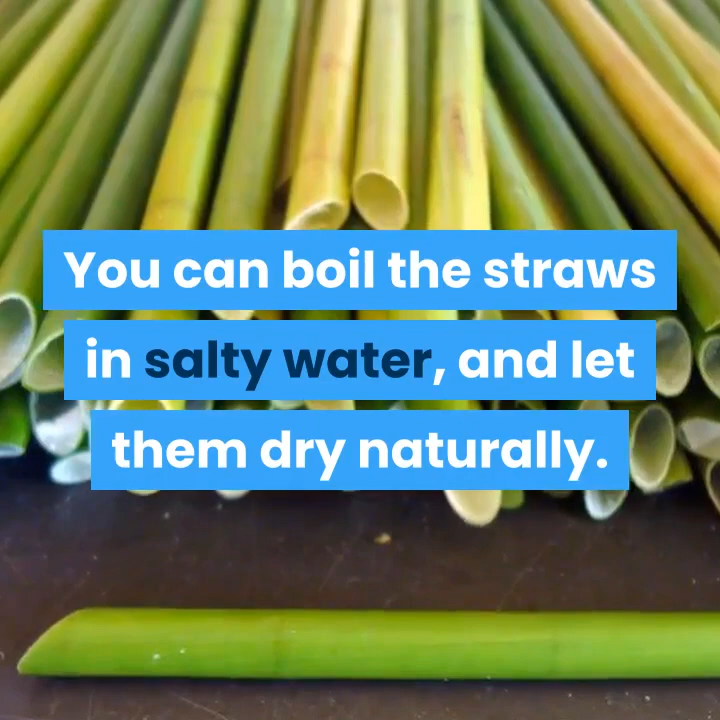 You can boil the straws
in salty water, and let
them dry naturally.